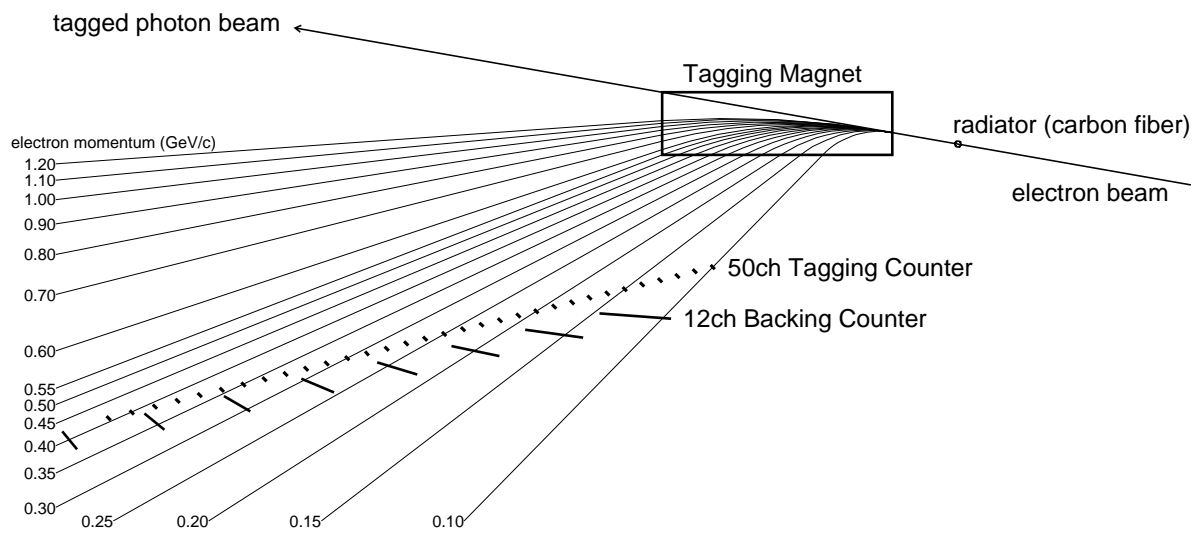 tagged photon beam
Tagging Magnet
radiator (carbon fiber)
electron momentum (GeV/c)
electron beam
1.20
1.10
1.00
0.90
0.80
0.70
50ch Tagging Counter
12ch Backing Counter
0.60
0.55
0.50
0.45
0.40
0.35
0.30
0.25
0.20
0.15
0.10